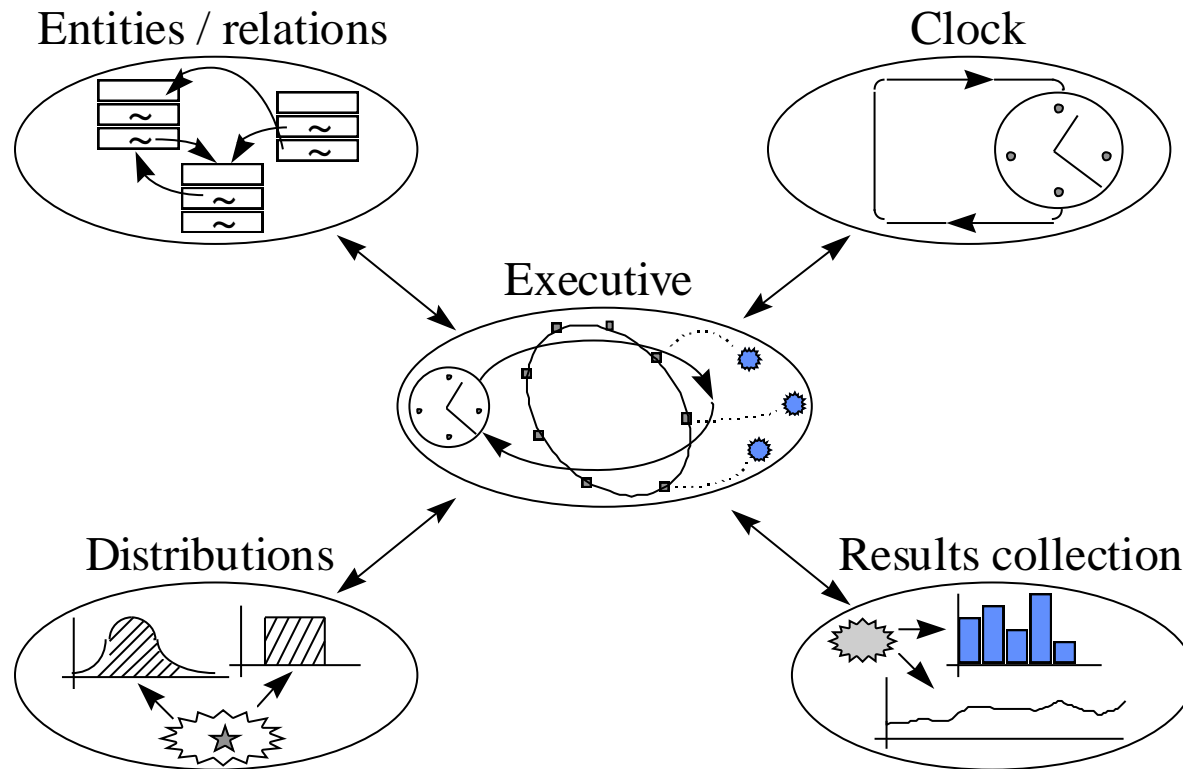 Entities / relations
Clock
Executive
Distributions
Results collection